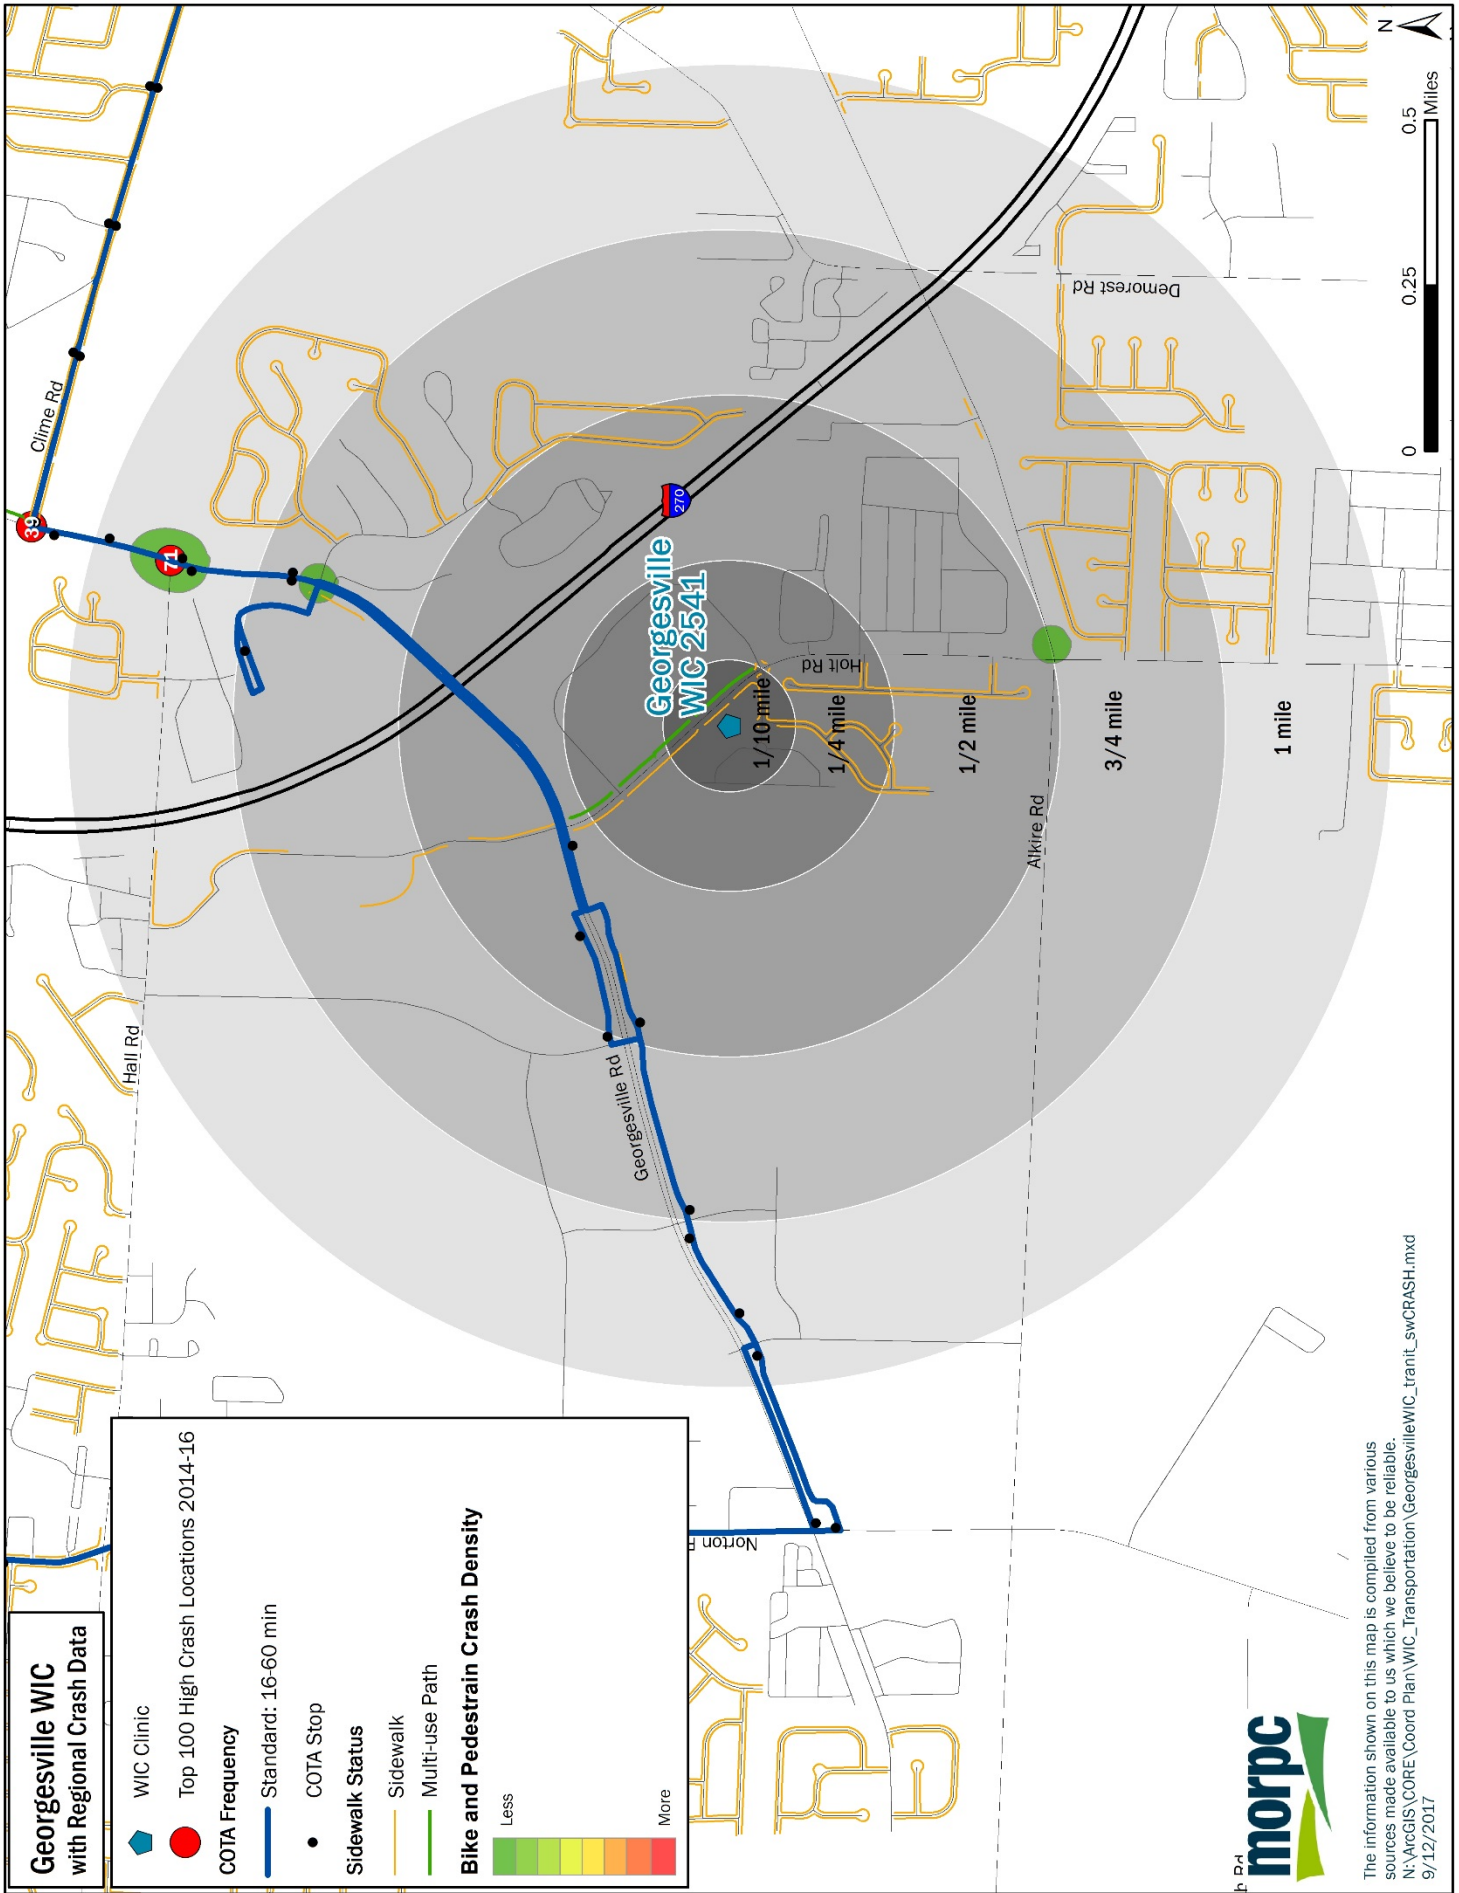 Georgesville WIC
with Regional Crash Data
WIC Clinic
Top 100 High Crash Locations 2014-16
COTA Frequency
Standard: 16-60 min
COTA Stop
Sidewalk Status
Sidewalk
Multi-use Path
Bike and Pedestrain Crash Density
Less
More
Clime Rd
39
71
270
Georgesville
WIC 2541
Hall Rd
Georgesville Rd
Holt Rd
Demorest Rd
Alkire Rd
Norton
1/10 mile
1/4 mile
1/2 mile
3/4 mile
1 mile
N
0
0.25
0.5
Miles
Rd
morpc
The information shown on this map is compiled from various
sources made available to us which we believe to be reliable.
N:\ArcGIS\CORE\Coord Plan\WIC_Transportation\GeorgesvilleWIC_tranit_swCRASH.mxd
9/12/2017